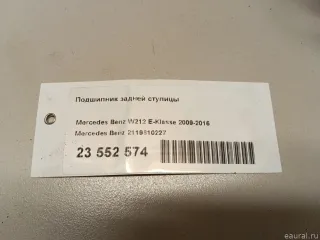 Подшипник задней ступицы
Mercedes Benz W212 E-Klasse 2009-2016
Mercedes Benz 2119810227
23 552 574
eaural.ru